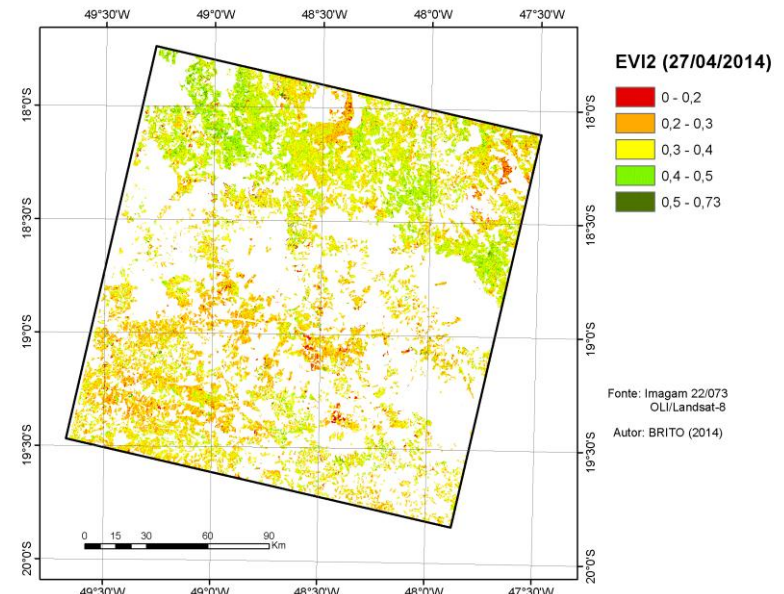 49°30'W 49°0'W 48°30'W 48°0'W 47°30'W
EVI2 (27/04/2014)
0 - 0,2
0,2 - 0,3
0,3 - 0,4
0,4 - 0,5
0,5 - 0,73
18°0'S 18°0'S
18°30'S 18°30'S
19°0'S 19°0'S
19°30'S 19°30'S
20°0'S 20°0'S
Fonte: Imagam 22/073
OLI/Landsat-8
Autor: BRITO (2014)
0 15 30 60 90
Km
49°30'W 49°0'W 48°30'W 48°0'W 47°30'W